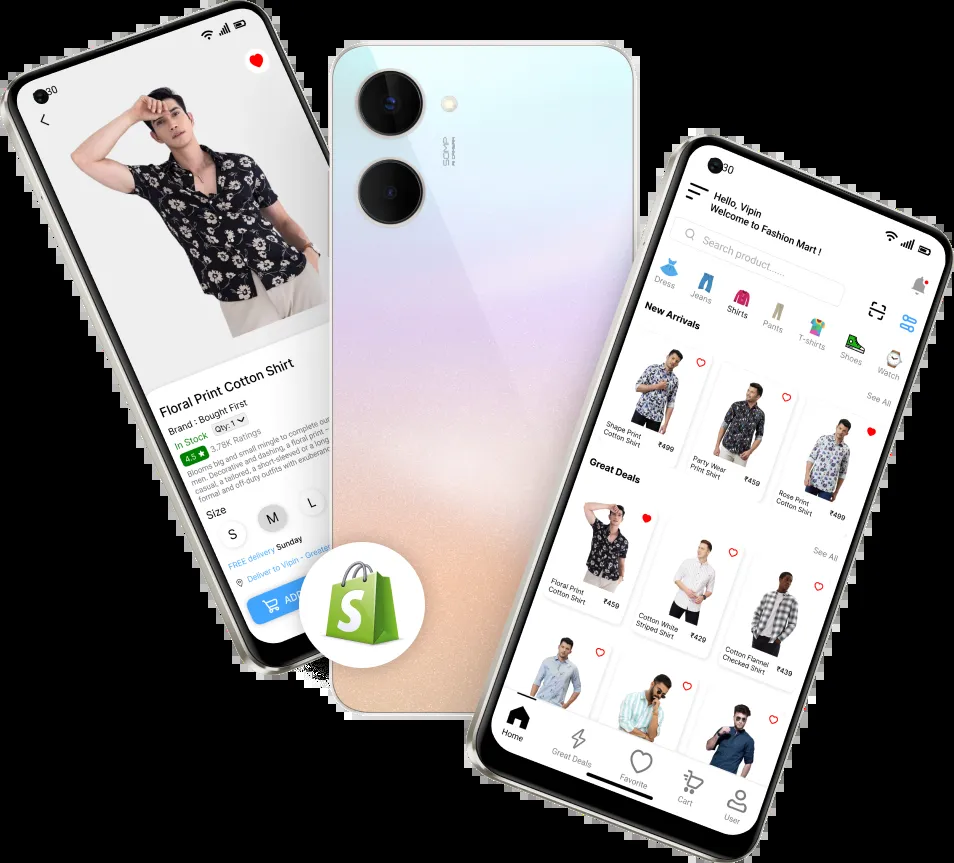 30
Floral Print Cotton Shirt
Brand : Bought First
In Stock
Qty: 1
4.5 ★ 3.78K Ratings
Blooms big and small mingle to complete our
men. Decorative and dashing, a floral print –
casual, a tailored, a short-sleeved or a long
formal and off-duty outfits with exuberanc
Size
S
M
L
FREE delivery Sunday
Deliver to Vipin - Greater
ADD
S
30
Hello, Vipin
Welcome to Fashion Mart !
Search product......
Dress
Jeans
Shirts
Pants
T-shirts
Shoes
Watch
New Arrivals
See All
Shape Print
Cotton Shirt
₹499
Party Wear
Print Shirt
₹459
Rose Print
Cotton Shirt
₹499
Great Deals
See All
Floral Print
Cotton Shirt
₹459
Cotton White
Striped Shirt
₹429
Cotton Flannel
Checked Shirt
₹439
Home
Great Deals
Favorite
Cart
User